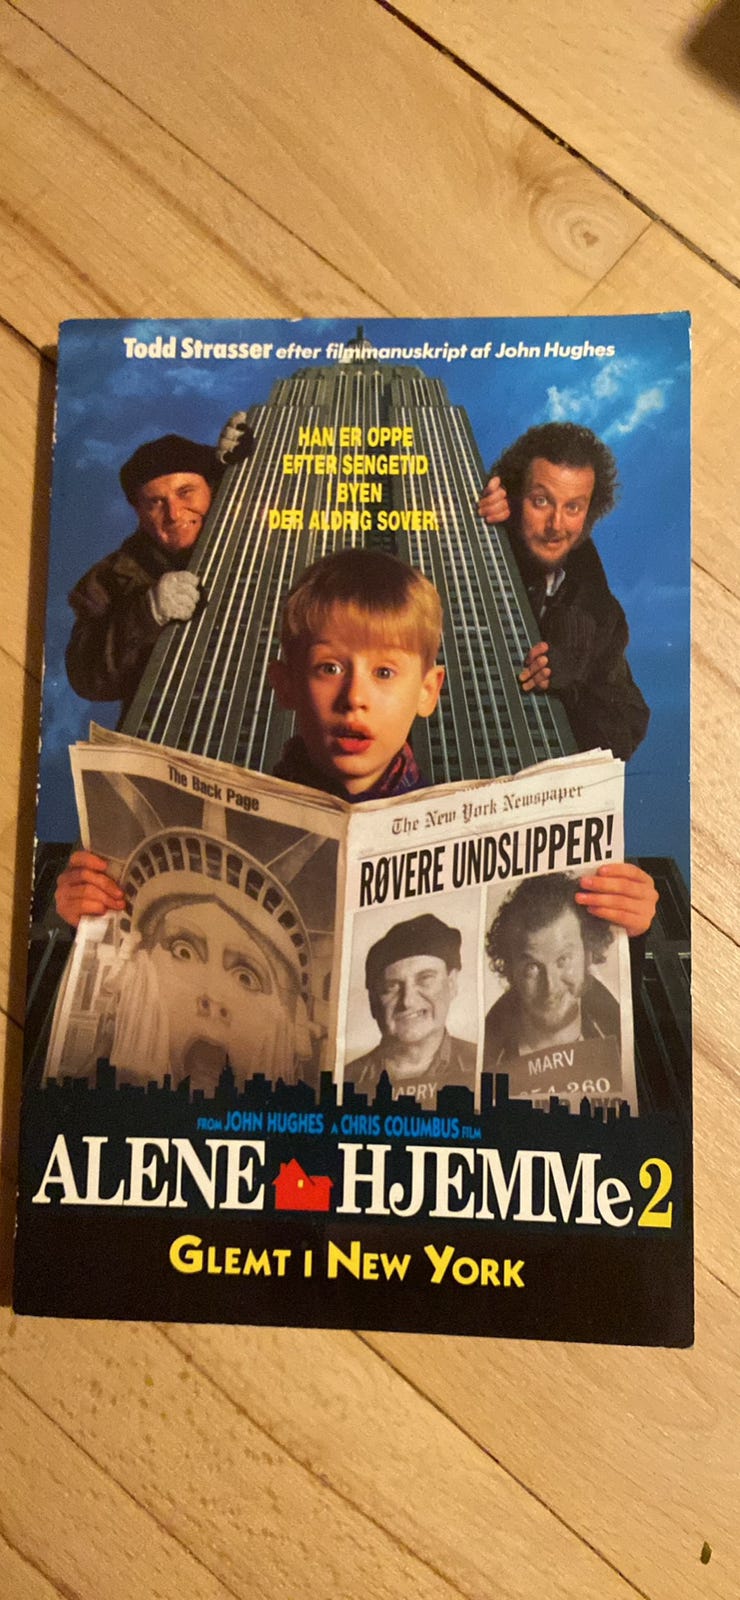 Todd Strasser efter filmmanuskript af John Hughes
HAN ER OPPE
EFTER SENGETID
I BYEN
DER ALDRIG SOVER
The Back Page
The New York Newspaper
RØVERE UNDSLIPPER!
MARV
FROM JOHN HUGHES A CHRIS COLUMBUS FILM
ALENE HJEMMe 2
GLEMT I NEW YORK